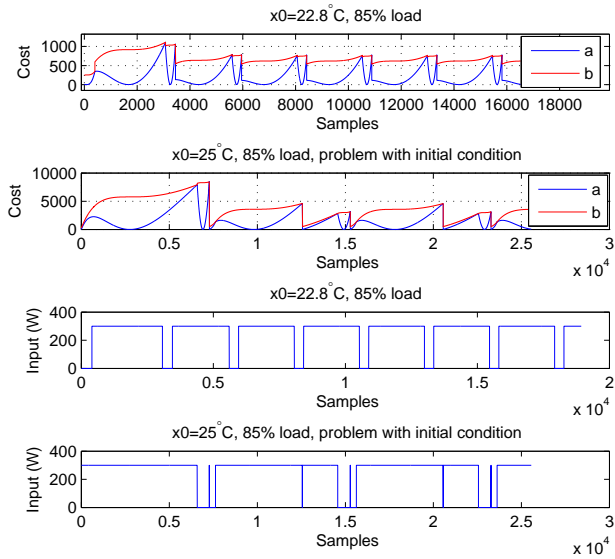 x0=22.8°C, 85% load
Cost
1000
500
0
0 2000 4000 6000 8000 10000 12000 14000 16000 18000
Samples
a
b
x0=25°C, 85% load, problem with initial condition
Cost
10000
5000
0
0 0.5 1 1.5 2 2.5 3
Samples
x 10^4
a
b
x0=22.8°C, 85% load
Input (W)
400
200
0
0 0.5 1 1.5 2
Samples
x 10^4
x0=25°C, 85% load, problem with initial condition
Input (W)
400
200
0
0 0.5 1 1.5 2 2.5 3
Samples
x 10^4